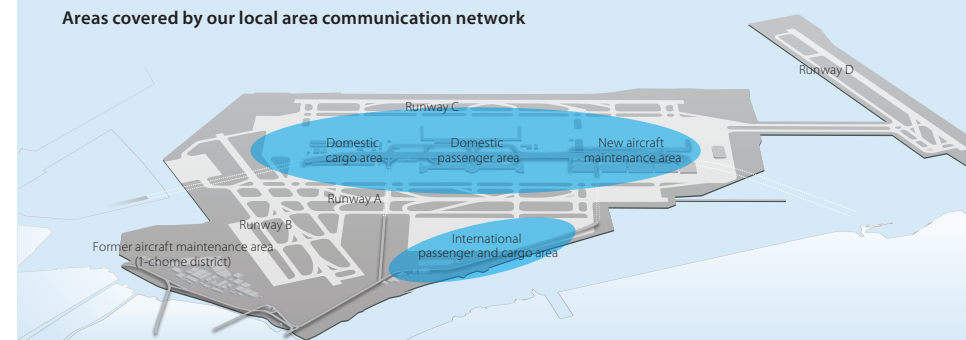 Areas covered by our local area communication network
Runway D
Runway C
Domestic
cargo area
Domestic
passenger area
New aircraft
maintenance area
Runway A
Runway B
International
passenger and cargo area
Former aircraft maintenance area
(1-chome district)